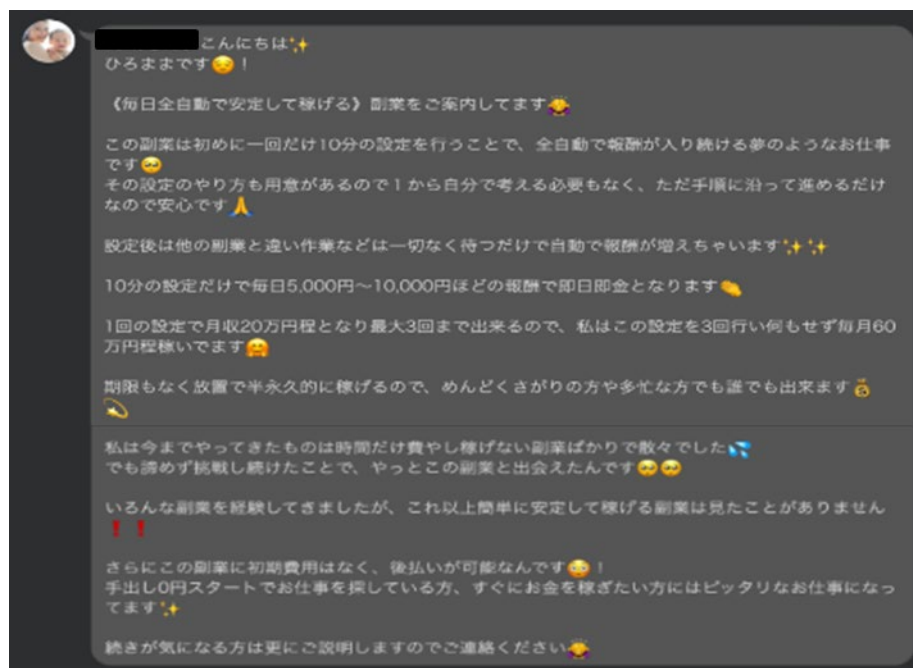 こんにちは✨
ひろままです😔！
《毎日全自動で安定して稼げる》副業をご案内してます🙇‍♀️
この副業は初めに一回だけ10分の設定を行うことで、全自動で報酬が入り続ける夢のようなお仕事
です🥺
その設定のやり方も用意があるので１から自分で考える必要もなく、ただ手順に沿って進めるだけ
なので安心です🙏
設定後は他の副業と違い作業などは一切なく待つだけで自動で報酬が増えちゃいます✨✨
10分の設定だけで毎日5,000円〜10,000円ほどの報酬で即日即金となります👏
1回の設定で月収20万円程となり最大3回まで出来るので、私はこの設定を3回行い何もせず毎月60
万円程稼いでます🤗
期限もなく放置で半永久的に稼げるので、めんどくさがりの方や多忙な方でも誰でも出来ます💰
💫
私は今までやってきたものは時間だけ費やし稼げない副業ばかりで散々でした💦
でも諦めず挑戦し続けたことで、やっとこの副業と出会えたんです🥺🥺
いろんな副業を経験してきましたが、これ以上簡単に安定して稼げる副業は見たことがありません
❗❗
さらにこの副業に初期費用はなく、後払いが可能なんです😳！
手出し0円スタートでお仕事を探している方、すぐにお金を稼ぎたい方にはピッタリなお仕事になっ
てます✨
続きが気になる方は更にご説明しますのでご連絡ください🙇‍♀️